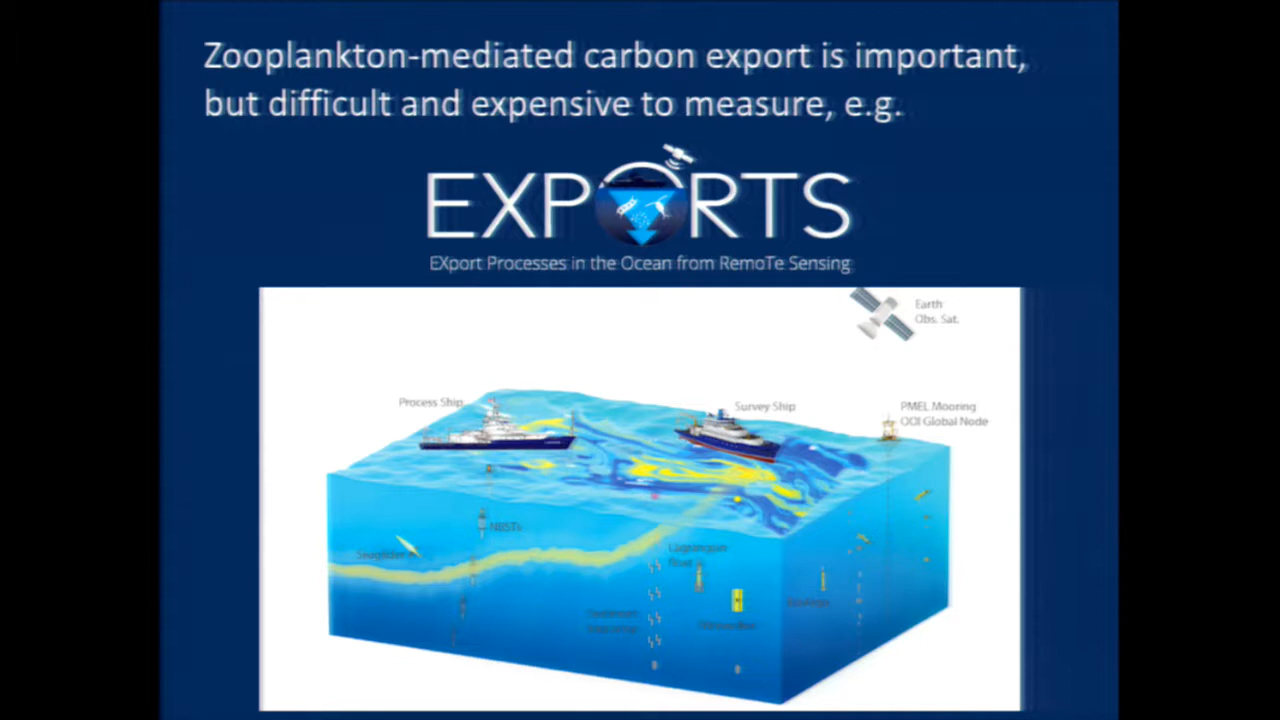 Zooplankton-mediated carbon export is important,
but difficult and expensive to measure, e.g.
EXPORTS
EXport Processes in the Ocean from RemoTe Sensing
Earth
Obs. Sat.
Process Ship
Survey Ship
PMEL Mooring
OOI Global Node
NBSTs
Seaglider
Lagrangian
Float